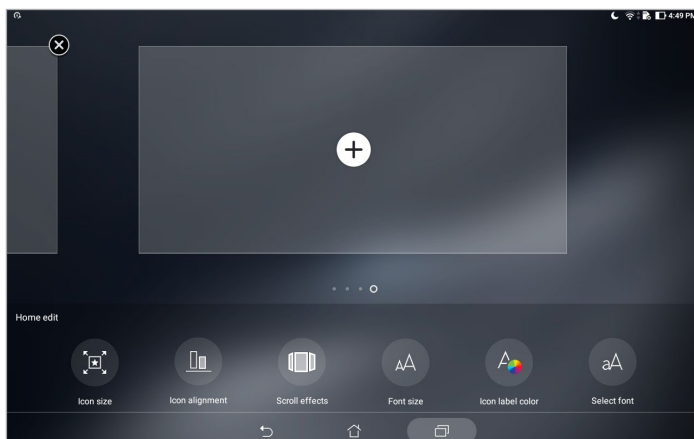 4:49 PM
Home edit
Icon size
Icon alignment
Scroll effects
Font size
Icon label color
Select font